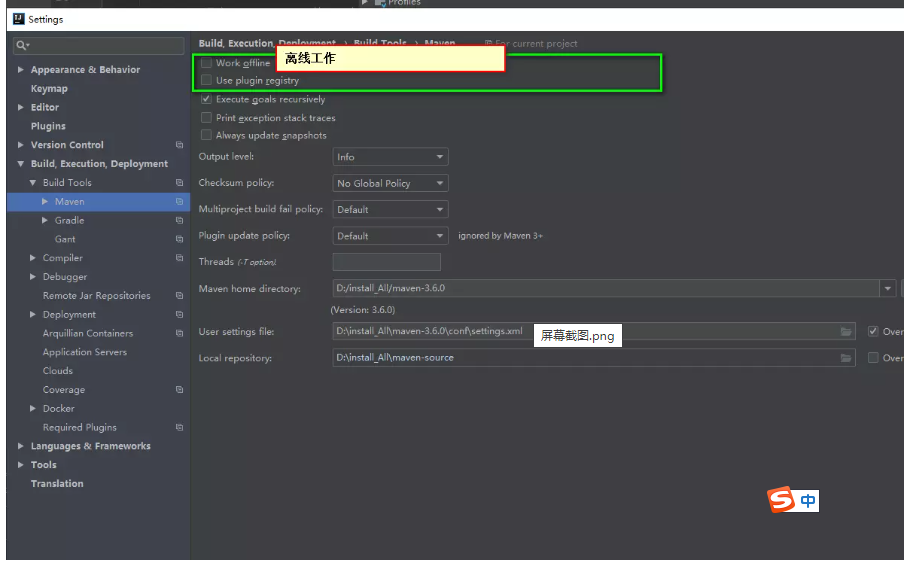 Profiles
Settings
Build, Execution, Deployment › Build Tools › Maven For current project
离线工作
Work offline
Appearance & Behavior
Use plugin registry
Keymap
Execute goals recursively
Editor
Print exception stack traces
Plugins
Always update snapshots
Version Control
Output level: Info
Build, Execution, Deployment
Build Tools
Checksum policy: No Global Policy
Maven
Multiproject build fail policy: Default
Gradle
Plugin update policy: Default ignored by Maven 3+
Gant
Compiler
Threads (-T option):
Debugger
Maven home directory: D:/install_All/maven-3.6.0
Remote Jar Repositories
(Version: 3.6.0)
Deployment
User settings file: D:\install_All\maven-3.6.0\conf\settings.xml Over
屏幕截图.png
Arquillian Containers
Application Servers
Local repository: D:\install_All\maven-source Over
Clouds
Coverage
Docker
Required Plugins
Languages & Frameworks
Tools
Translation
S 中